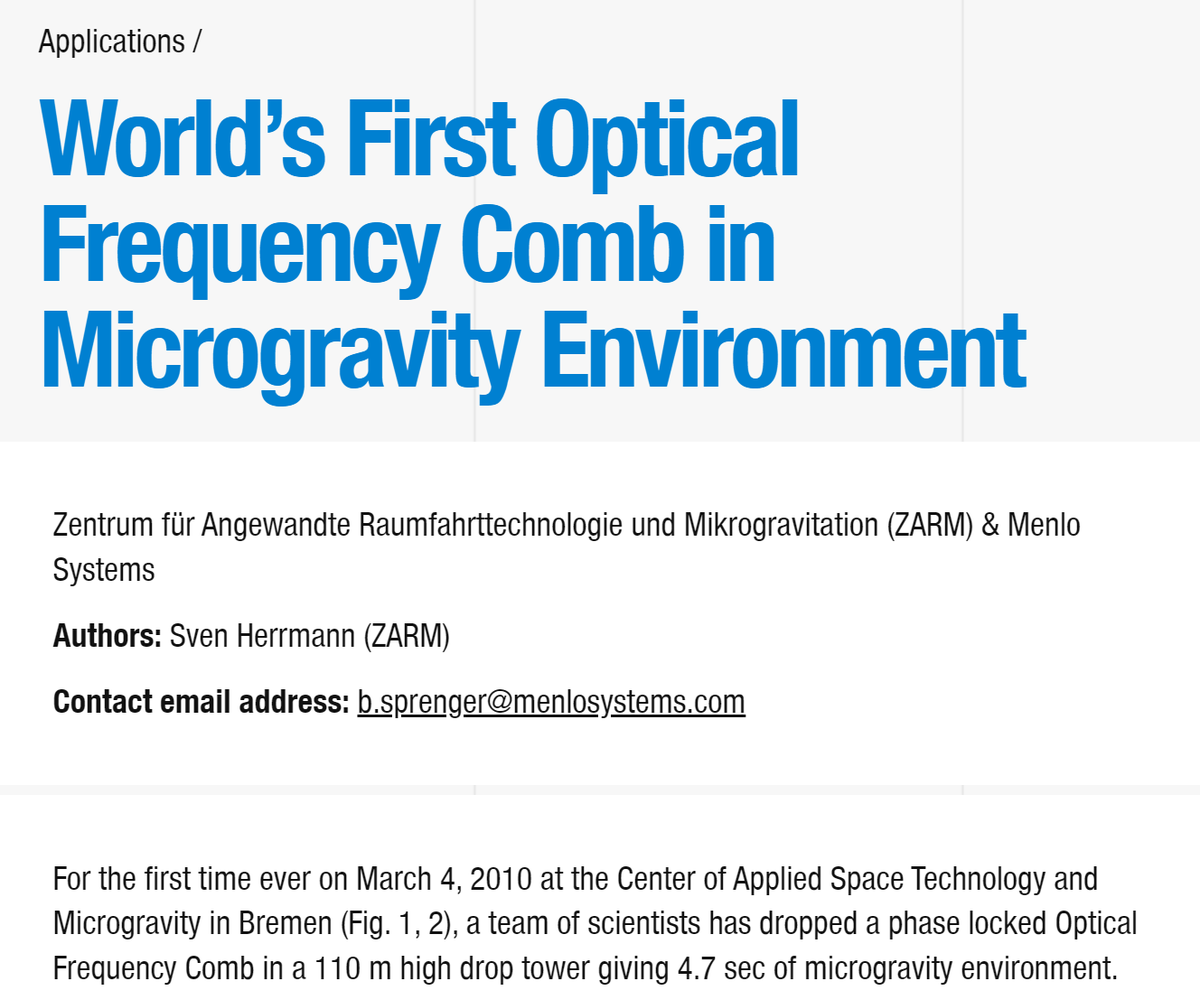 Applications /
World’s First Optical
Frequency Comb in
Microgravity Environment
Zentrum für Angewandte Raumfahrttechnologie und Mikrogravitation (ZARM) & Menlo
Systems
Authors: Sven Herrmann (ZARM)
Contact email address: b.sprenger@menlosystems.com
For the first time ever on March 4, 2010 at the Center of Applied Space Technology and
Microgravity in Bremen (Fig. 1, 2), a team of scientists has dropped a phase locked Optical
Frequency Comb in a 110 m high drop tower giving 4.7 sec of microgravity environment.